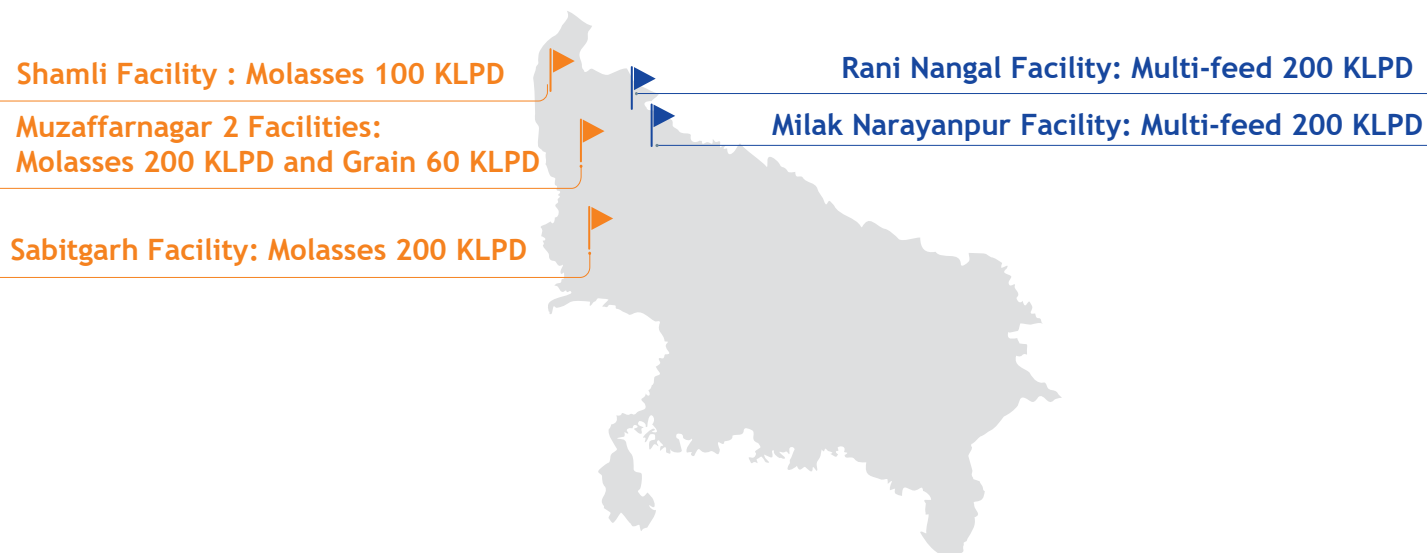 Shamli Facility : Molasses 100 KLPD
Muzaffarnagar 2 Facilities:
Molasses 200 KLPD and Grain 60 KLPD
Sabitgarh Facility: Molasses 200 KLPD
Rani Nangal Facility: Multi-feed 200 KLPD
Milak Narayanpur Facility: Multi-feed 200 KLPD